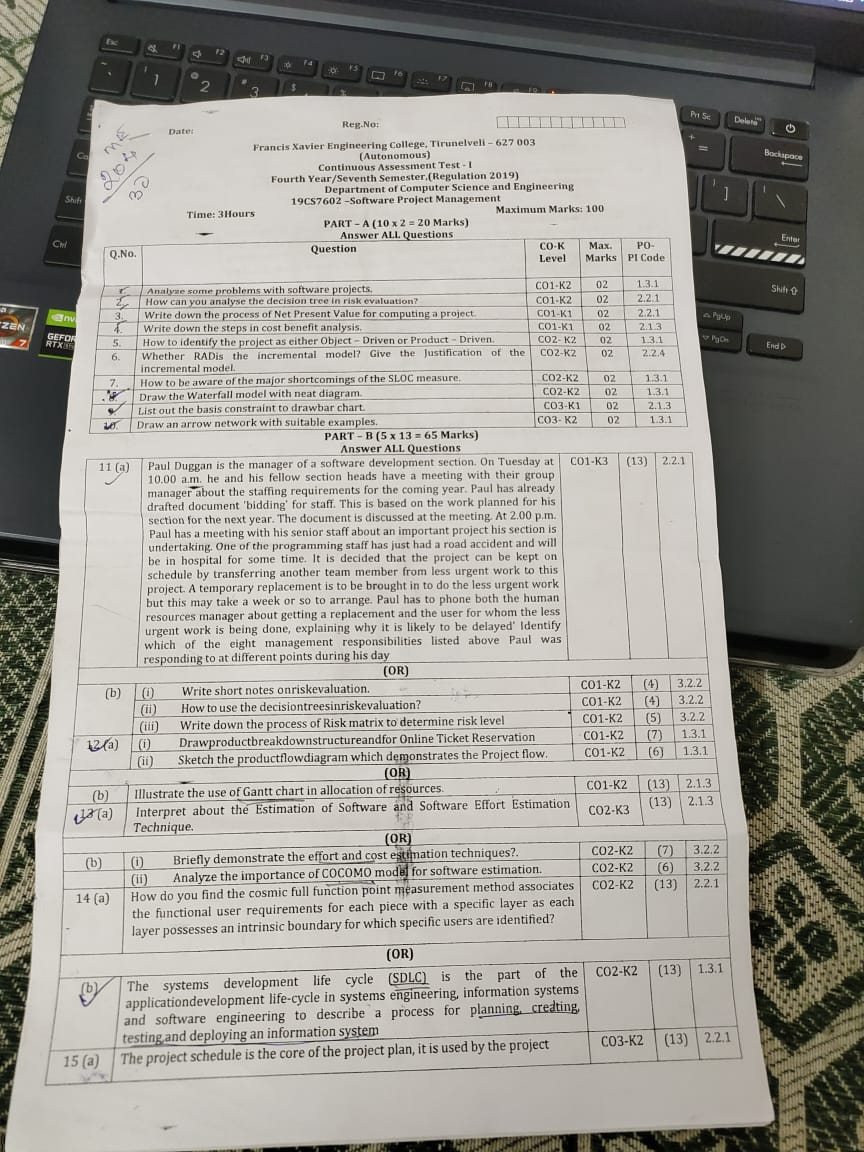 Date:
Reg.No:
Francis Xavier Engineering College, Tirunelveli – 627 003
(Autonomous)
Continuous Assessment Test - I
Fourth Year/Seventh Semester,(Regulation 2019)
Department of Computer Science and Engineering
19CS7602 –Software Project Management
Time: 3Hours Maximum Marks: 100
PART – A (10 x 2 = 20 Marks)
Answer ALL Questions
Q.No. Question CO-K Level Max. Marks PO-PI Code
1. Analyze some problems with software projects. CO1-K2 02 1.3.1
2. How can you analyse the decision tree in risk evaluation? CO1-K2 02 2.2.1
3. Write down the process of Net Present Value for computing a project. CO1-K1 02 2.2.1
4. Write down the steps in cost benefit analysis. CO1-K1 02 2.1.3
5. How to identify the project as either Object – Driven or Product – Driven. CO2- K2 02 1.3.1
6. Whether RADis the incremental model? Give the Justification of the CO2-K2 02 2.2.4
incremental model.
7. How to be aware of the major shortcomings of the SLOC measure. CO2-K2 02 1.3.1
8. Draw the Waterfall model with neat diagram. CO2-K2 02 1.3.1
9. List out the basis constraint to drawbar chart. CO3-K1 02 2.1.3
10. Draw an arrow network with suitable examples. CO3- K2 02 1.3.1
PART – B (5 x 13 = 65 Marks)
Answer ALL Questions
11 (a) Paul Duggan is the manager of a software development section. On Tuesday at CO1-K3 (13) 2.2.1
10.00 a.m. he and his fellow section heads have a meeting with their group
manager about the staffing requirements for the coming year. Paul has already
drafted document 'bidding' for staff. This is based on the work planned for his
section for the next year. The document is discussed at the meeting. At 2.00 p.m.
Paul has a meeting with his senior staff about an important project his section is
undertaking. One of the programming staff has just had a road accident and will
be in hospital for some time. It is decided that the project can be kept on
schedule by transferring another team member from less urgent work to this
project. A temporary replacement is to be brought in to do the less urgent work
but this may take a week or so to arrange. Paul has to phone both the human
resources manager about getting a replacement and the user for whom the less
urgent work is being done, explaining why it is likely to be delayed' Identify
which of the eight management responsibilities listed above Paul was
responding to at different points during his day
(OR)
(b) (i) Write short notes onriskevaluation. CO1-K2 (4) 3.2.2
(ii) How to use the decisiontreesinriskevaluation? CO1-K2 (4) 3.2.2
(iii) Write down the process of Risk matrix to determine risk level CO1-K2 (5) 3.2.2
12 (a) (i) Drawproductbreakdownstructureandfor Online Ticket Reservation CO1-K2 (7) 1.3.1
(ii) Sketch the productflowdiagram which demonstrates the Project flow. CO1-K2 (6) 1.3.1
(OR)
(b) Illustrate the use of Gantt chart in allocation of resources. CO1-K2 (13) 2.1.3
13 (a) Interpret about the Estimation of Software and Software Effort Estimation CO2-K3 (13) 2.1.3
Technique.
(OR)
(b) (i) Briefly demonstrate the effort and cost estimation techniques?. CO2-K2 (7) 3.2.2
(ii) Analyze the importance of COCOMO model for software estimation. CO2-K2 (6) 3.2.2
14 (a) How do you find the cosmic full function point measurement method associates CO2-K2 (13) 2.2.1
the functional user requirements for each piece with a specific layer as each
layer possesses an intrinsic boundary for which specific users are identified?
(OR)
(b) The systems development life cycle (SDLC) is the part of the CO2-K2 (13) 1.3.1
applicationdevelopment life-cycle in systems engineering, information systems
and software engineering to describe a process for planning, creating,
testing,and deploying an information system
15 (a) The project schedule is the core of the project plan, it is used by the project CO3-K2 (13) 2.2.1
Esc F1 F2 F3 F4 F5 F6 F7 F8
1 2 3
Prt Sc
Delete
Backspace
Enter
Shift
PgUp
PgDn
End
Shift
Ctrl
ZEN
7
RTX